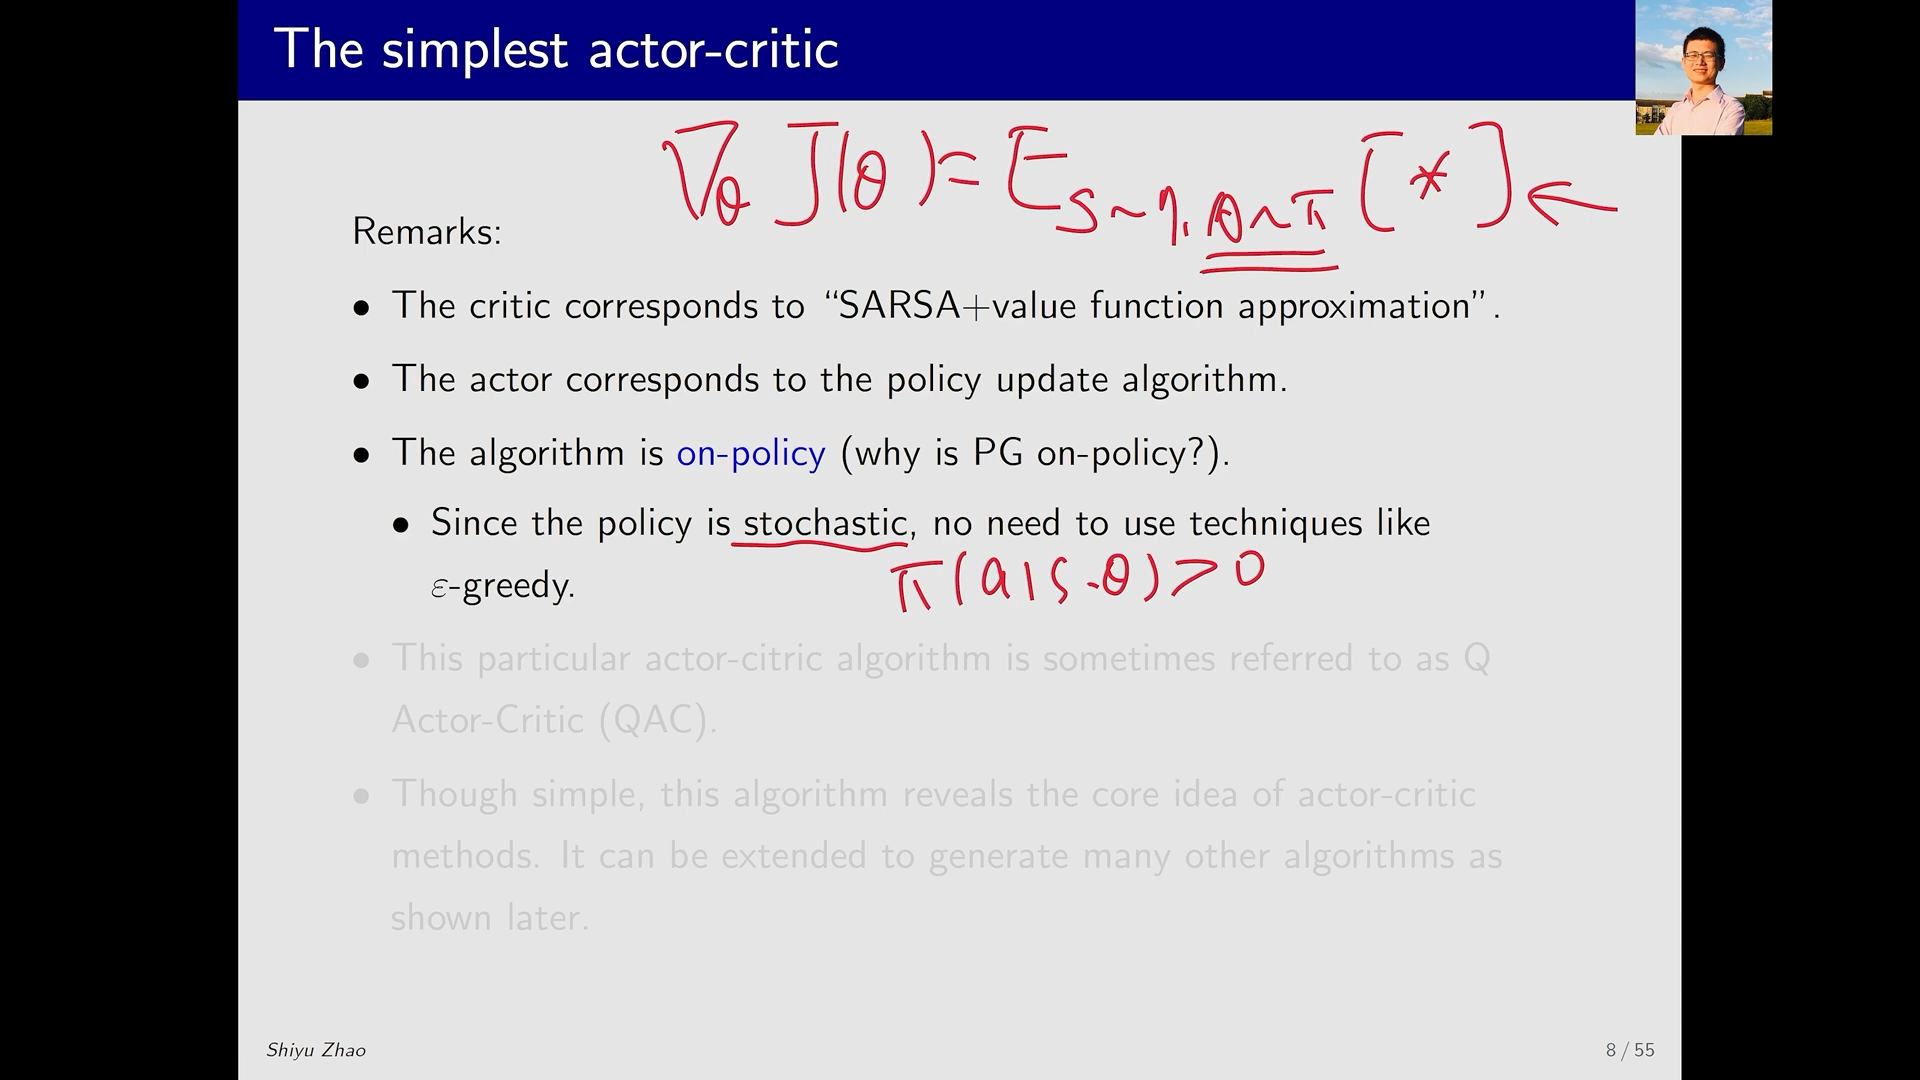 The simplest actor-critic
∇θ J(θ) = E S~η, A~π [*] ←
Remarks:
• The critic corresponds to “SARSA+value function approximation”.
• The actor corresponds to the policy update algorithm.
• The algorithm is on-policy (why is PG on-policy?).
• Since the policy is stochastic, no need to use techniques like
ε-greedy.
π(a|s.θ)>0
• This particular actor-citric algorithm is sometimes referred to as Q
Actor-Critic (QAC).
• Though simple, this algorithm reveals the core idea of actor-critic
methods. It can be extended to generate many other algorithms as
shown later.
Shiyu Zhao
8 / 55